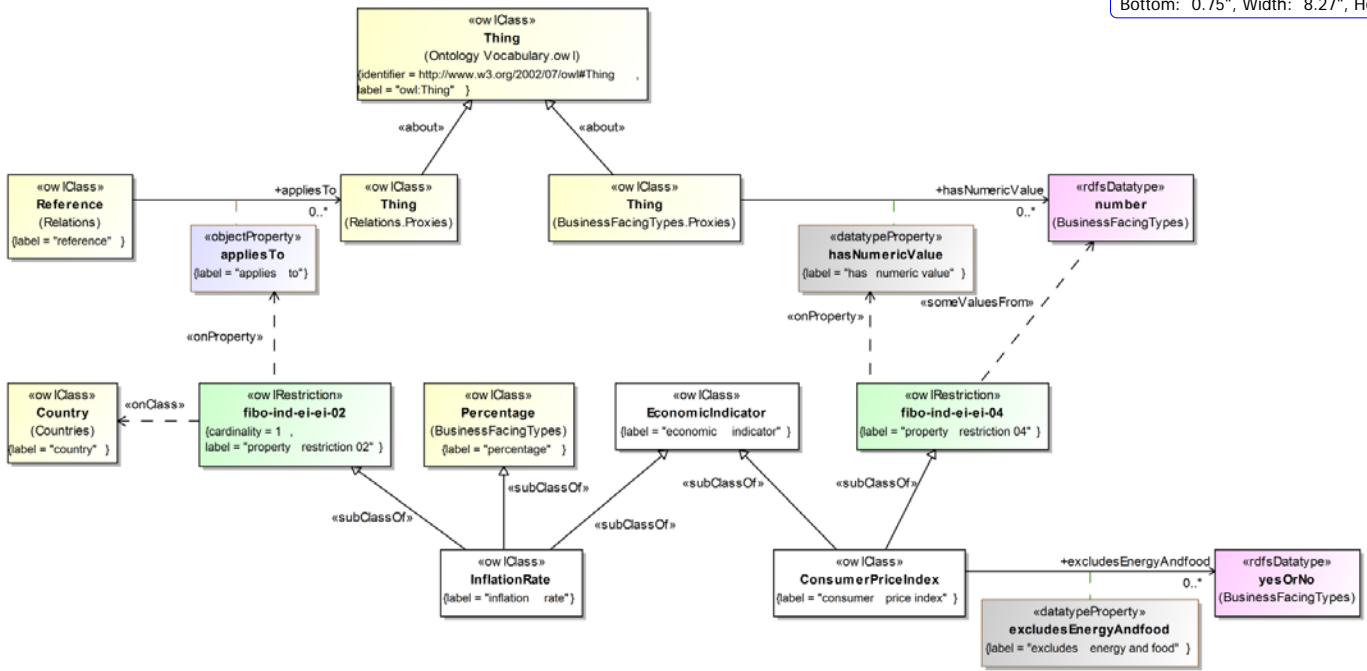 Bottom: 0.75", Width: 8.27", He
«owlClass»
Thing
(Ontology Vocabulary.owl)
{identifier = http://www.w3.org/2002/07/owl#Thing ,
label = "owl:Thing" }
«about»
«about»
«owlClass»
Reference
(Relations)
{label = "reference" }
+appliesTo
0..*
«owlClass»
Thing
(Relations.Proxies)
«owlClass»
Thing
(BusinessFacingTypes.Proxies)
+hasNumericValue
0..*
«rdfsDatatype»
number
(BusinessFacingTypes)
«objectProperty»
appliesTo
{label = "applies to"}
«datatypeProperty»
hasNumericValue
{label = "has numeric value" }
«onProperty»
«onProperty»
«someValuesFrom»
«owlClass»
Country
(Countries)
{label = "country" }
«onClass»
«owlRestriction»
fibo-ind-ei-ei-02
{cardinality = 1 ,
label = "property restriction 02" }
«owlClass»
Percentage
(BusinessFacingTypes)
{label = "percentage" }
«owlClass»
EconomicIndicator
{label = "economic indicator" }
«owlRestriction»
fibo-ind-ei-ei-04
{label = "property restriction 04" }
«subClassOf»
«subClassOf»
«subClassOf»
«subClassOf»
«subClassOf»
«owlClass»
InflationRate
{label = "inflation rate"}
«owlClass»
ConsumerPriceIndex
{label = "consumer price index" }
+excludesEnergyAndfood
0..*
«rdfsDatatype»
yesOrNo
(BusinessFacingTypes)
«datatypeProperty»
excludesEnergyAndfood
{label = "excludes energy and food" }